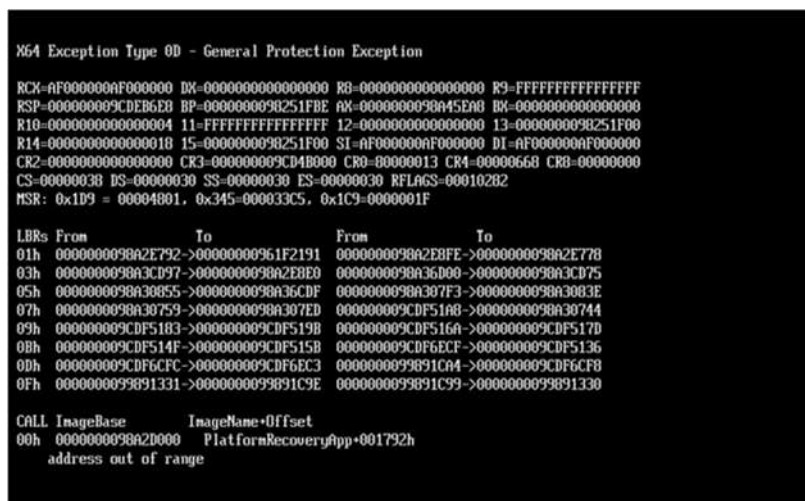 X64 Exception Type 0D - General Protection Exception
RCX=AF000000AF000000 DX=0000000000000000 R8=0000000000000000 R9=FFFFFFFFFFFFFFFF
RSP=000000009CDEB6E8 BP=0000000098251FBE AX=0000000098A45EA8 BX=0000000000000000
R10=0000000000000004 11=FFFFFFFFFFFFFFFF 12=0000000000000000 13=0000000098251F00
R14=0000000000000018 15=0000000098251F00 SI=AF000000AF000000 DI=AF000000AF000000
CR2=0000000000000000 CR3=000000009CD4B000 CR0=80000013 CR4=00000668 CR8=00000000
CS=00000038 DS=00000030 SS=00000030 ES=00000030 RFLAGS=00010282
MSR: 0x1D9 = 00004801, 0x345=000033C5, 0x1C9=0000001F
LBRs From To From To
01h 0000000098A2E792->00000000961F2191 0000000098A2E8FE->0000000098A2E778
03h 0000000098A3CD97->0000000098A2E8E0 0000000098A36D00->0000000098A3CD75
05h 0000000098A30855->0000000098A36CDF 0000000098A307F3->0000000098A3083E
07h 0000000098A30759->0000000098A307ED 000000009CDF51A8->0000000098A30744
09h 000000009CDF5183->000000009CDF519B 000000009CDF516A->000000009CDF517D
0Bh 000000009CDF514F->000000009CDF515B 000000009CDF6ECF->000000009CDF5136
0Dh 000000009CDF6CFC->000000009CDF6EC3 0000000099891CA4->000000009CDF6CF8
0Fh 0000000099891331->0000000099891C9E 0000000099891C99->0000000099891330
CALL ImageBase ImageName+Offset
00h 0000000098A2D000 PlatformRecoveryApp+001792h
address out of range